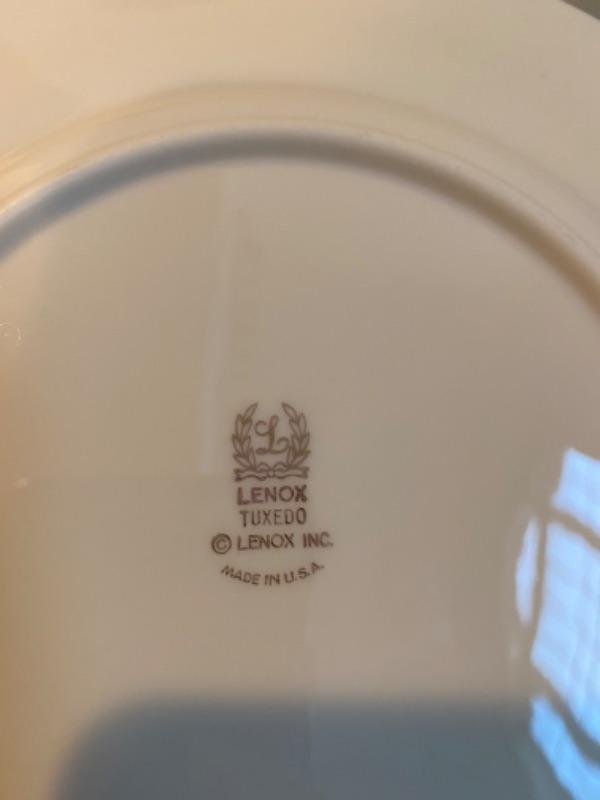 L
LENOX
TUXEDO
© LENOX INC.
MADE IN U.S.A.